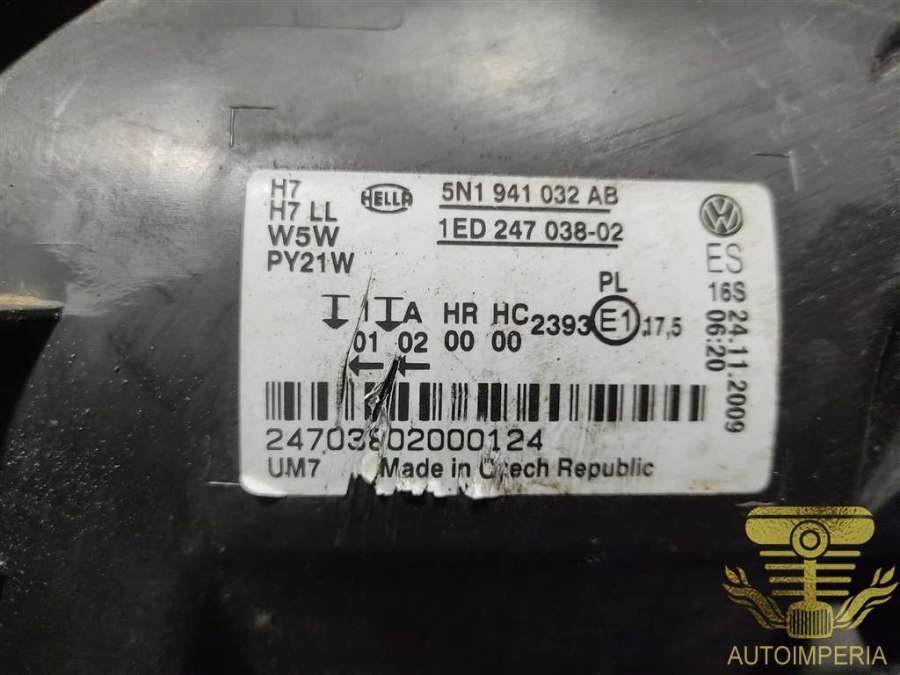 H7
H7 LL
W5W
PY21W
HELLA
5N1 941 032 AB
1ED 247 038-02
VW
ES
16S 24.11.2009
06:20
PL
A HR HC 2393 E1 17,5
01 02 00 00
24703802000124
UM7 Made in Czech Republic
AUTOIMPERIA